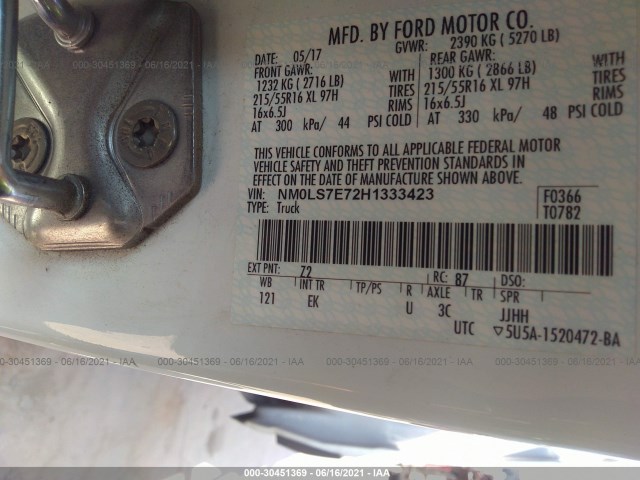 MFD. BY FORD MOTOR CO.
DATE: 05/17 GVWR: 2390 KG ( 5270 LB)
FRONT GAWR: WITH REAR GAWR: WITH
1232 KG ( 2716 LB) TIRES 1300 KG ( 2866 LB) TIRES
215/55R16 XL 97H RIMS 215/55R16 XL 97H RIMS
16x6.5J 16x6.5J
AT 300 kPa/ 44 PSI COLD AT 330 kPa/ 48 PSI COLD
THIS VEHICLE CONFORMS TO ALL APPLICABLE FEDERAL MOTOR
VEHICLE SAFETY AND THEFT PREVENTION STANDARDS IN
EFFECT ON THE DATE OF MANUFACTURE SHOWN ABOVE.
VIN: NM0LS7E72H1333423 F0366
TYPE: Truck T0782
EXT PNT: 72 RC: 87 DSO:
WB INT TR TP/PS R AXLE TR SPR
121 EK U 3C JJHH
UTC ▽5U5A-1520472-BA
000-30451369 - 06/16/2021 - IAA
000-30451369 - 06/16/2021 - IAA
000-30451369 - 06/16/2021 - IAA
000-30451369 - 06/16/2021 - IAA
000-30451369 - 06/16/2021 - IAA